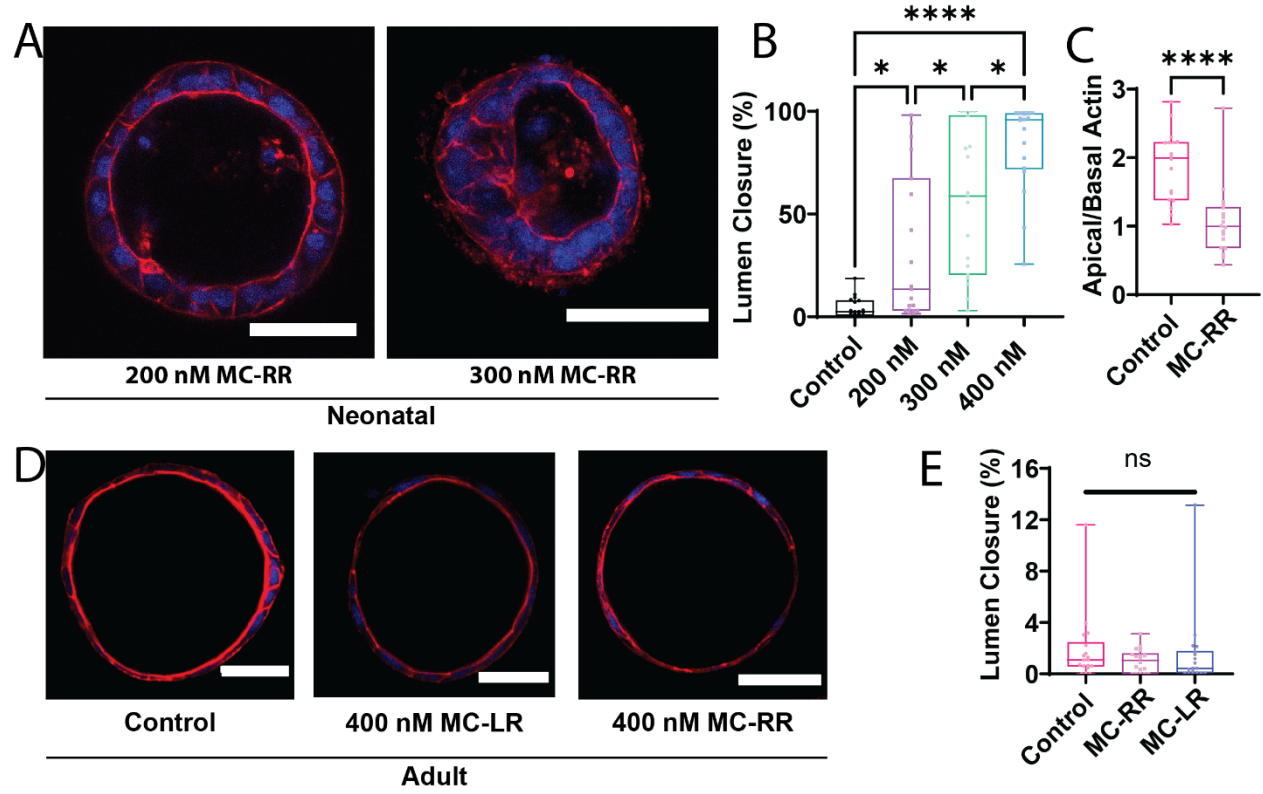 A
200 nM MC-RR
300 nM MC-RR
Neonatal
B
****
* * *
Lumen Closure (%)
100
50
0
Control
200 nM
300 nM
400 nM
C
****
Apical/Basal Actin
3
2
1
0
Control
MC-RR
D
Control
400 nM MC-LR
400 nM MC-RR
Adult
E
ns
Lumen Closure (%)
16
12
8
4
0
Control
MC-RR
MC-LR